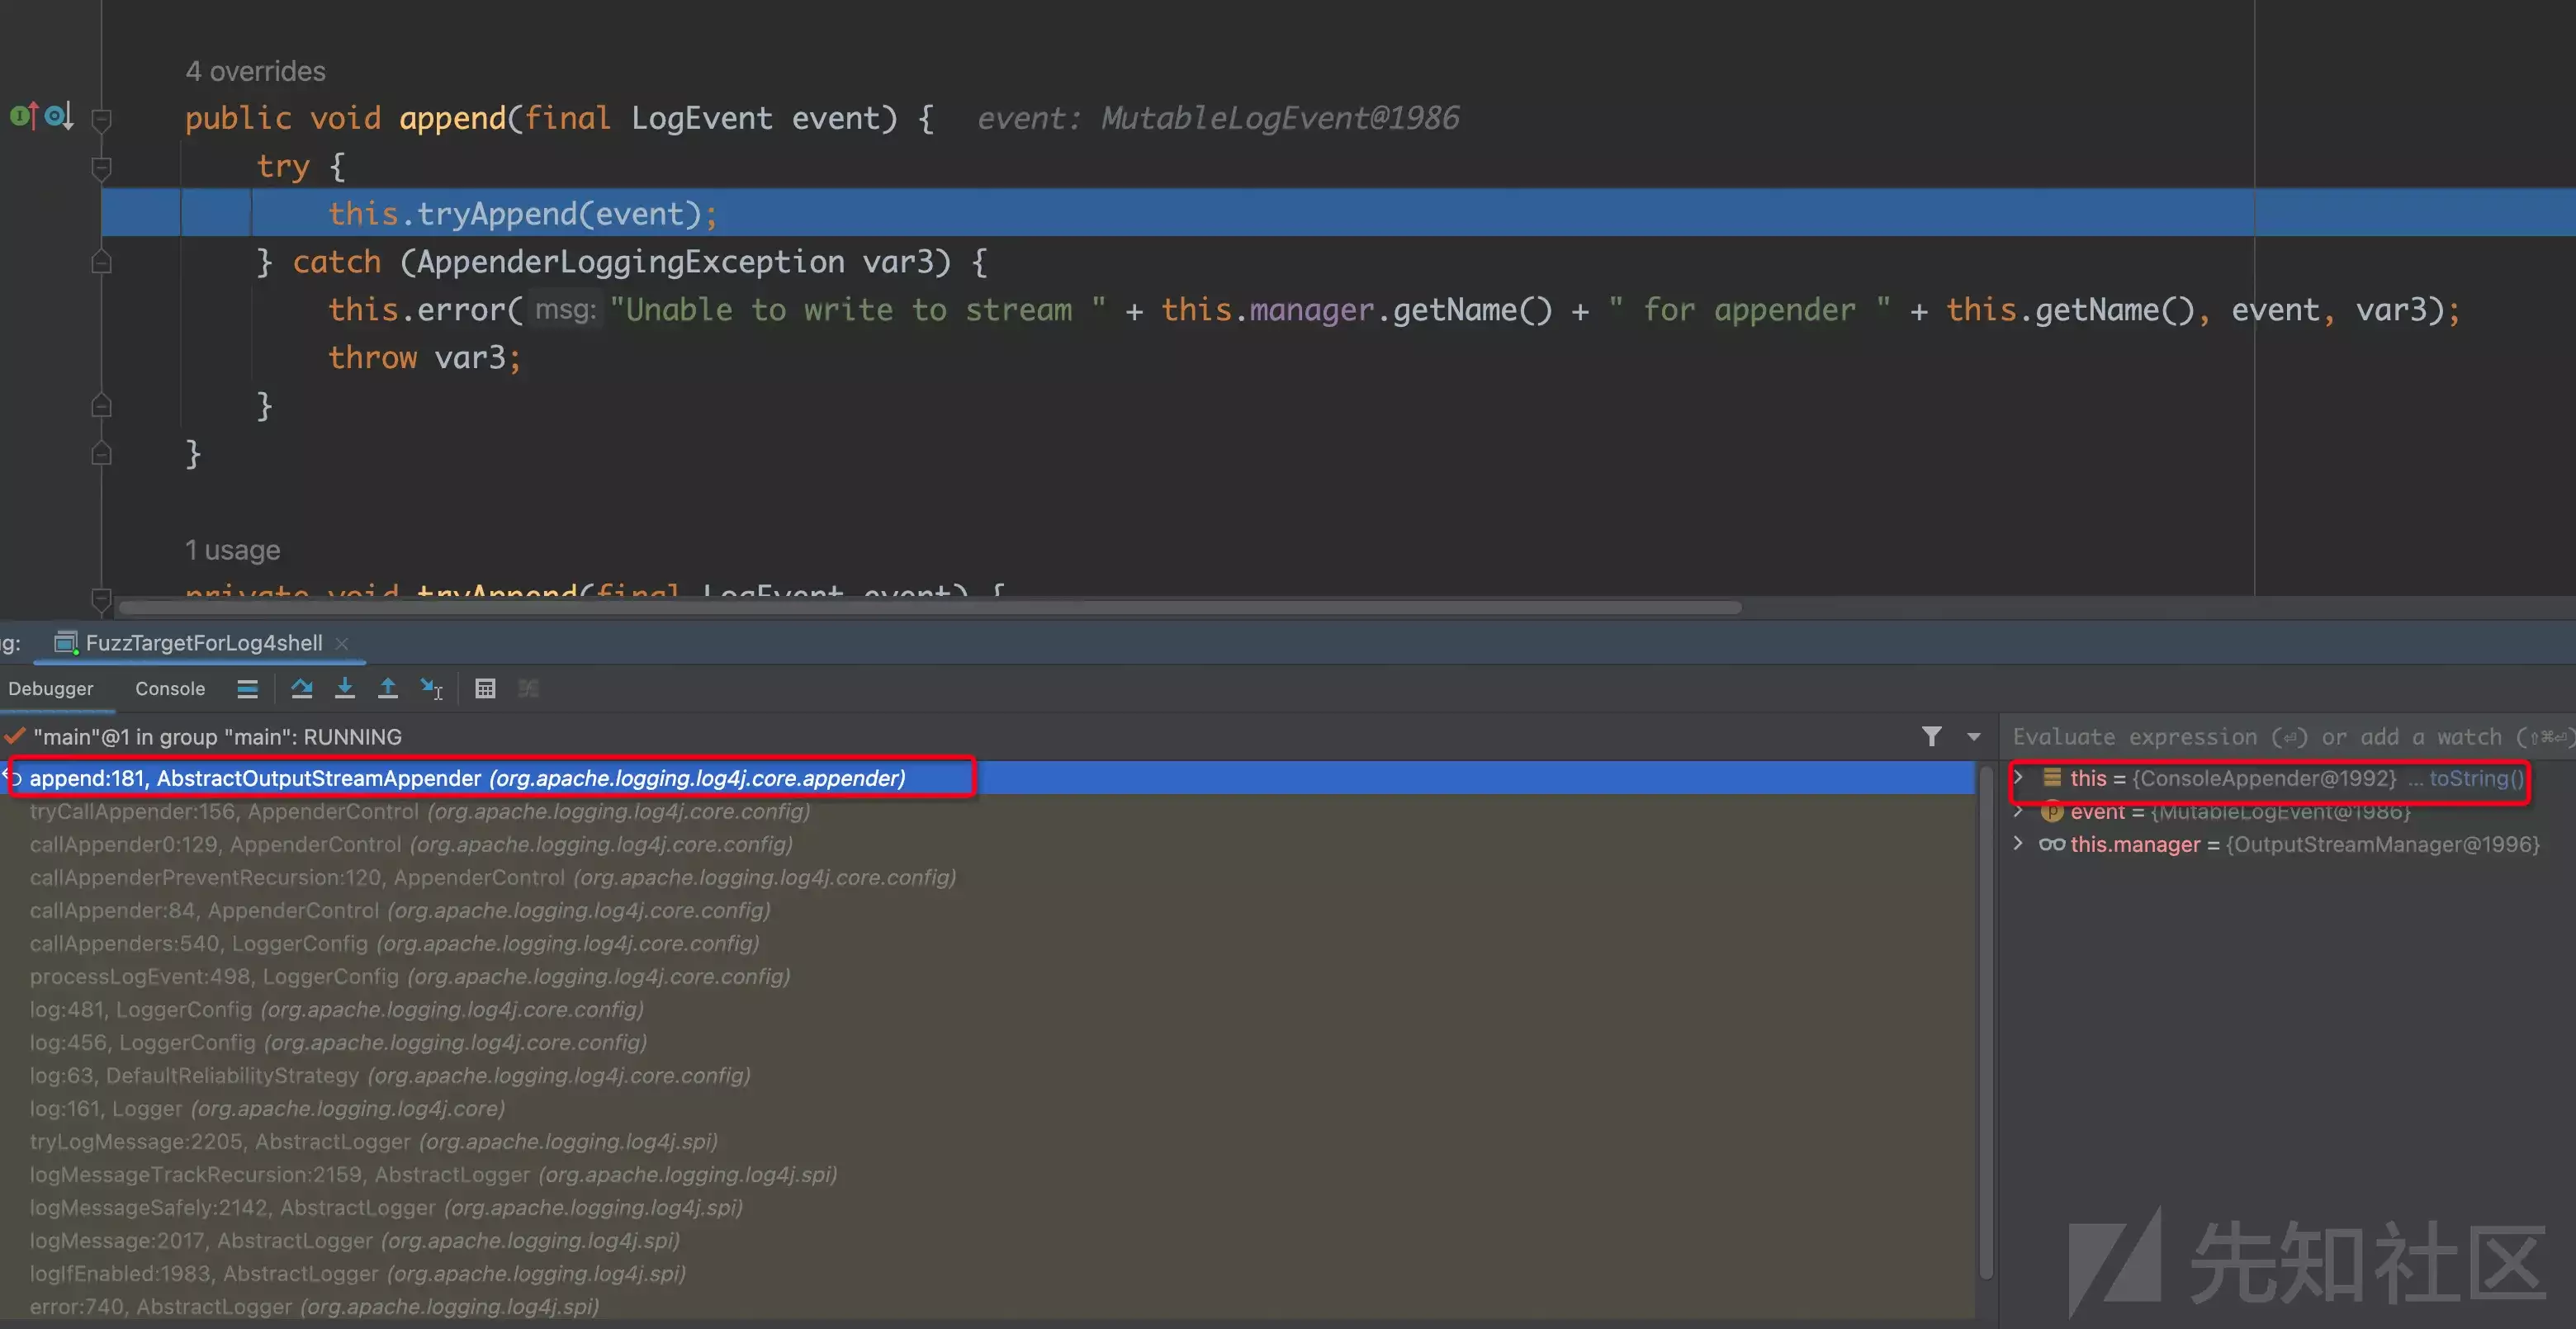 4 overrides
public void append(final LogEvent event) {  event: MutableLogEvent@1986
try {
this.tryAppend(event);
} catch (AppenderLoggingException var3) {
this.error( msg: "Unable to write to stream " + this.manager.getName() + " for appender " + this.getName(), event, var3);
throw var3;
}
}
1 usage
private void tryAppend(final LogEvent event) {
g: FuzzTargetForLog4shell
Debugger Console
"main"@1 in group "main": RUNNING
append:181, AbstractOutputStreamAppender (org.apache.logging.log4j.core.appender)
tryCallAppender:156, AppenderControl (org.apache.logging.log4j.core.config)
callAppender0:129, AppenderControl (org.apache.logging.log4j.core.config)
callAppenderPreventRecursion:120, AppenderControl (org.apache.logging.log4j.core.config)
callAppender:84, AppenderControl (org.apache.logging.log4j.core.config)
callAppenders:540, LoggerConfig (org.apache.logging.log4j.core.config)
processLogEvent:498, LoggerConfig (org.apache.logging.log4j.core.config)
log:481, LoggerConfig (org.apache.logging.log4j.core.config)
log:456, LoggerConfig (org.apache.logging.log4j.core.config)
log:63, DefaultReliabilityStrategy (org.apache.logging.log4j.core.config)
log:161, Logger (org.apache.logging.log4j.core)
tryLogMessage:2205, AbstractLogger (org.apache.logging.log4j.spi)
logMessageTrackRecursion:2159, AbstractLogger (org.apache.logging.log4j.spi)
logMessageSafely:2142, AbstractLogger (org.apache.logging.log4j.spi)
logMessage:2017, AbstractLogger (org.apache.logging.log4j.spi)
logIfEnabled:1983, AbstractLogger (org.apache.logging.log4j.spi)
error:740, AbstractLogger (org.apache.logging.log4j.spi)
Evaluate expression (⏎) or add a watch (⇧⌘⏎)
this = {ConsoleAppender@1992} ... toString()
event = {MutableLogEvent@1986}
this.manager = {OutputStreamManager@1996}
先知社区